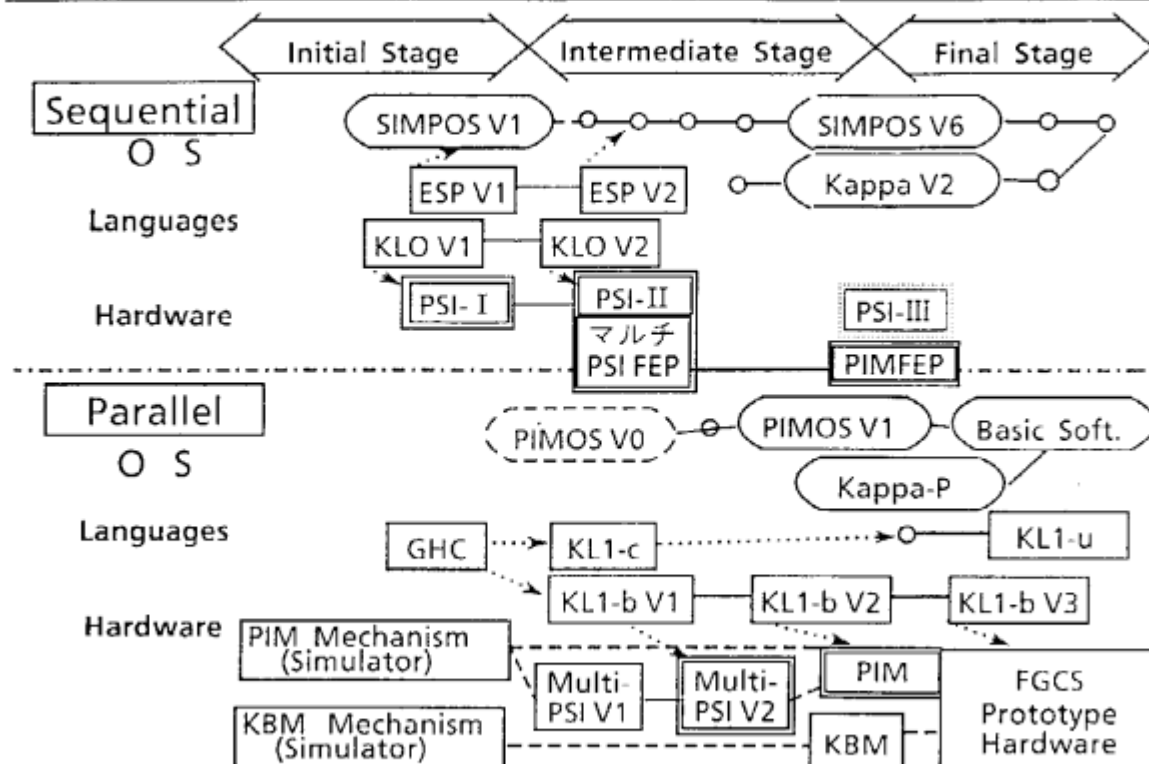 Initial Stage
Intermediate Stage
Final Stage
Sequential
O S
SIMPOS V1
SIMPOS V6
ESP V1
ESP V2
Kappa V2
Languages
KLO V1
KLO V2
Hardware
PSI-I
PSI-II
PSI-III
マルチ
PSI FEP
PIMFEP
Parallel
O S
PIMOS V0
PIMOS V1
Basic Soft.
Kappa-P
Languages
GHC
KL1-c
KL1-u
KL1-b V1
KL1-b V2
KL1-b V3
Hardware
PIM Mechanism
(Simulator)
Multi-
PSI V1
Multi-
PSI V2
PIM
FGCS
Prototype
Hardware
KBM Mechanism
(Simulator)
KBM